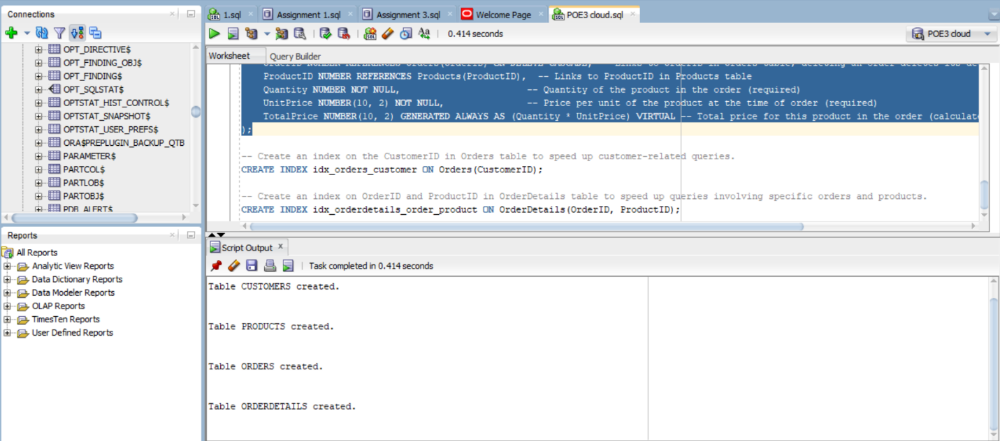 Connections
OPT_DIRECTIVE$
OPT_FINDING_OBJ$
OPT_FINDING$
OPT_SQLSTAT$
OPTSTAT_HIST_CONTROL$
OPTSTAT_SNAPSHOT$
OPTSTAT_USER_PREFS$
ORA$PREPLUGIN_BACKUP_QTB
PARAMETER$
PARTCOL$
PARTLOB$
PARTOBJ$
PDB_ALERT$
Reports
All Reports
Analytic View Reports
Data Dictionary Reports
Data Modeler Reports
OLAP Reports
TimesTen Reports
User Defined Reports
1.sql
Assignment 1.sql
Assignment 3.sql
Welcome Page
POE3 cloud.sql
0.414 seconds
POE3 cloud
Worksheet
Query Builder
ProductID NUMBER REFERENCES Products(ProductID),  -- Links to ProductID in Products table
Quantity NUMBER NOT NULL,                       -- Quantity of the product in the order (required)
UnitPrice NUMBER(10, 2) NOT NULL,               -- Price per unit of the product at the time of order (required)
TotalPrice NUMBER(10, 2) GENERATED ALWAYS AS (Quantity * UnitPrice) VIRTUAL -- Total price for this product in the order (calculat
);
-- Create an index on the CustomerID in Orders table to speed up customer-related queries.
CREATE INDEX idx_orders_customer ON Orders(CustomerID);
-- Create an index on OrderID and ProductID in OrderDetails table to speed up queries involving specific orders and products.
CREATE INDEX idx_orderdetails_order_product ON OrderDetails(OrderID, ProductID);
Script Output
Task completed in 0.414 seconds
Table CUSTOMERS created.
Table PRODUCTS created.
Table ORDERS created.
Table ORDERDETAILS created.